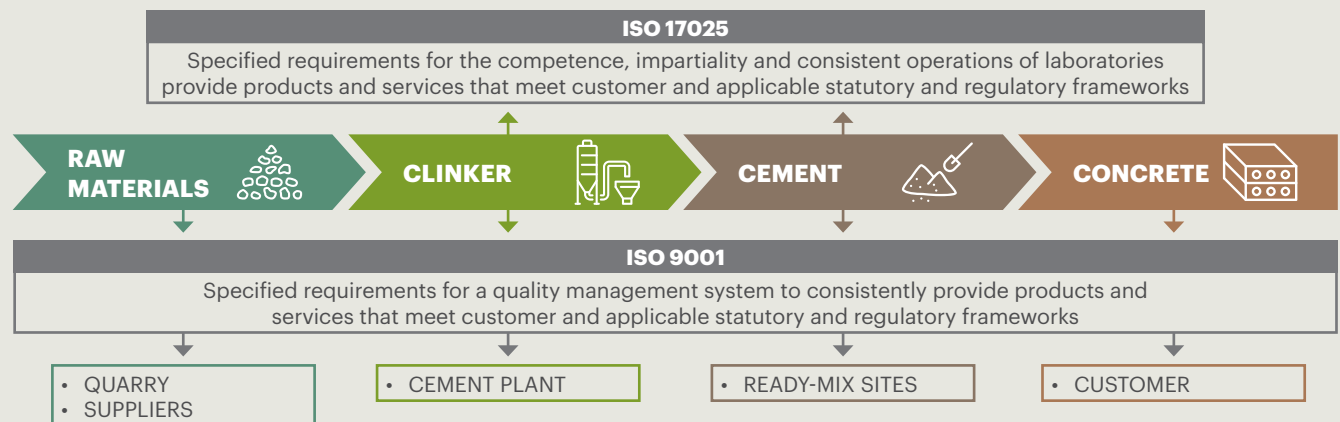 ISO 17025
Specified requirements for the competence, impartiality and consistent operations of laboratories
provide products and services that meet customer and applicable statutory and regulatory frameworks
RAW
MATERIALS
CLINKER
CEMENT
CONCRETE
ISO 9001
Specified requirements for a quality management system to consistently provide products and
services that meet customer and applicable statutory and regulatory frameworks
• QUARRY
• SUPPLIERS
• CEMENT PLANT
• READY-MIX SITES
• CUSTOMER